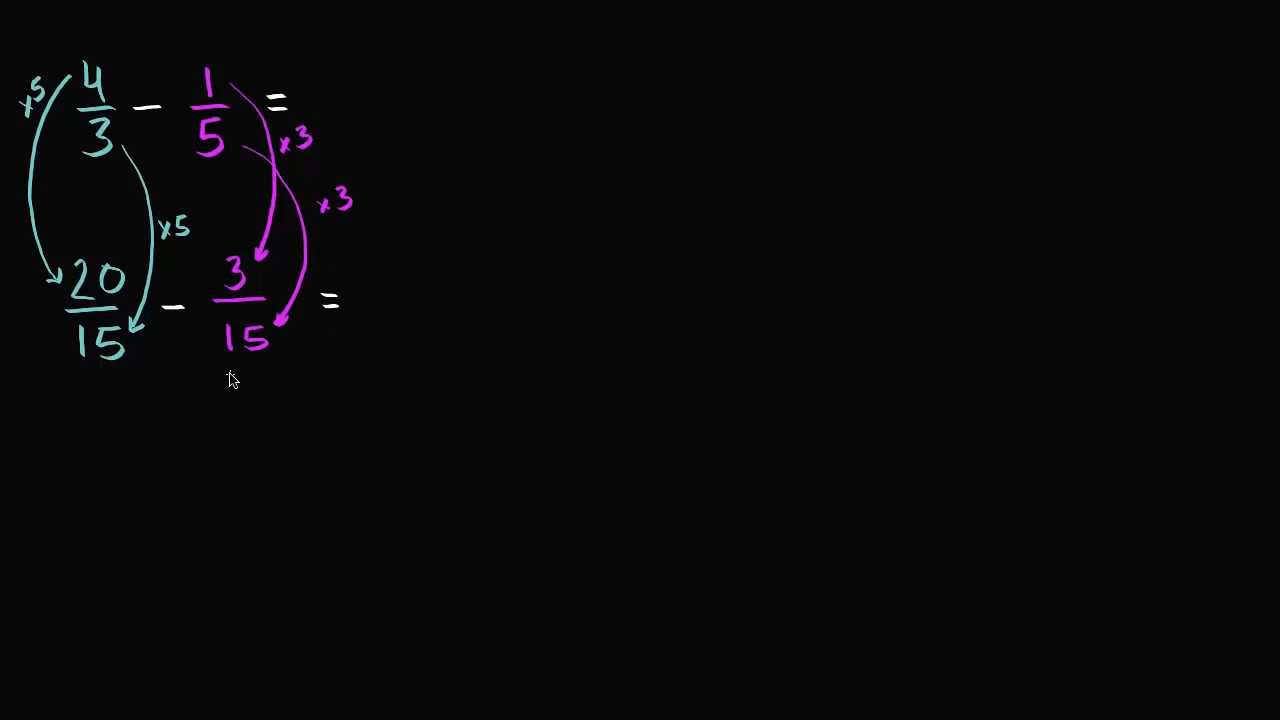 4/3 - 1/5 =
x5
x3
x3
x5
20/15 - 3/15 =